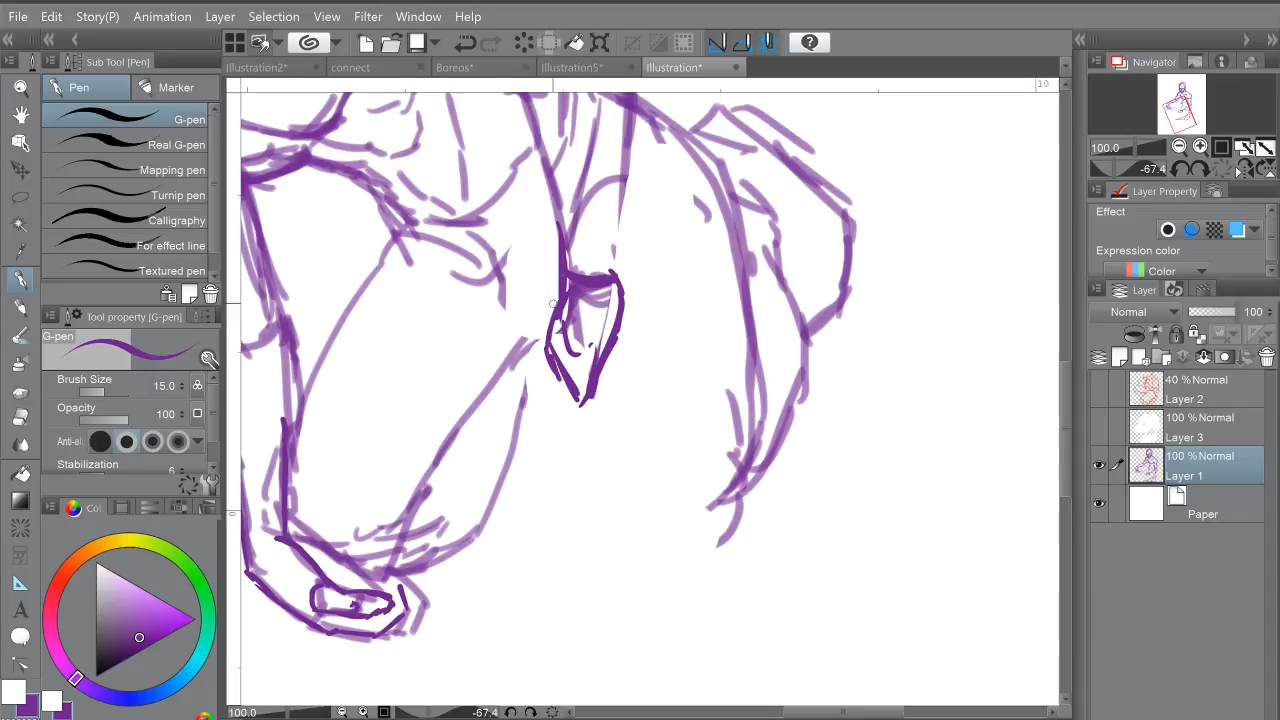 File Edit Story(P) Animation Layer Selection View Filter Window Help
Sub Tool [Pen]
Illustration2* connect Boreos* Illustration5* Illustration*
Navigator
Pen Marker
10
G-pen
Real G-pen
Mapping pen
Turnip pen
Calligraphy
For effect line
Textured pen
100.0
-67.4
Layer Property
Effect
Expression color
Color
Layer
Normal 100
Tool property [G-pen]
G-pen
Brush Size 15.0
Opacity 100
Anti-al
Stabilization 6
40 % Normal
Layer 2
100 % Normal
Layer 3
100 % Normal
Layer 1
Paper
Col
0
A
100.0 -67.4